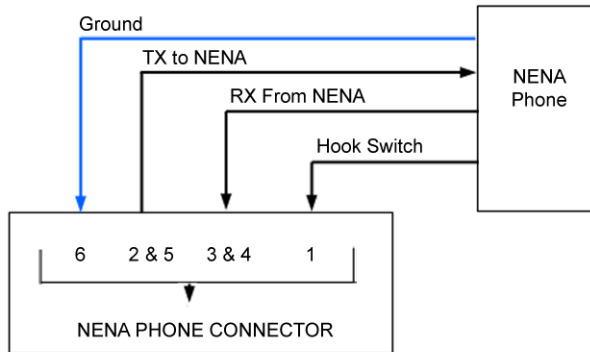 Ground
TX to NENA
RX From NENA
Hook Switch
NENA
Phone
6 2 & 5 3 & 4 1
NENA PHONE CONNECTOR